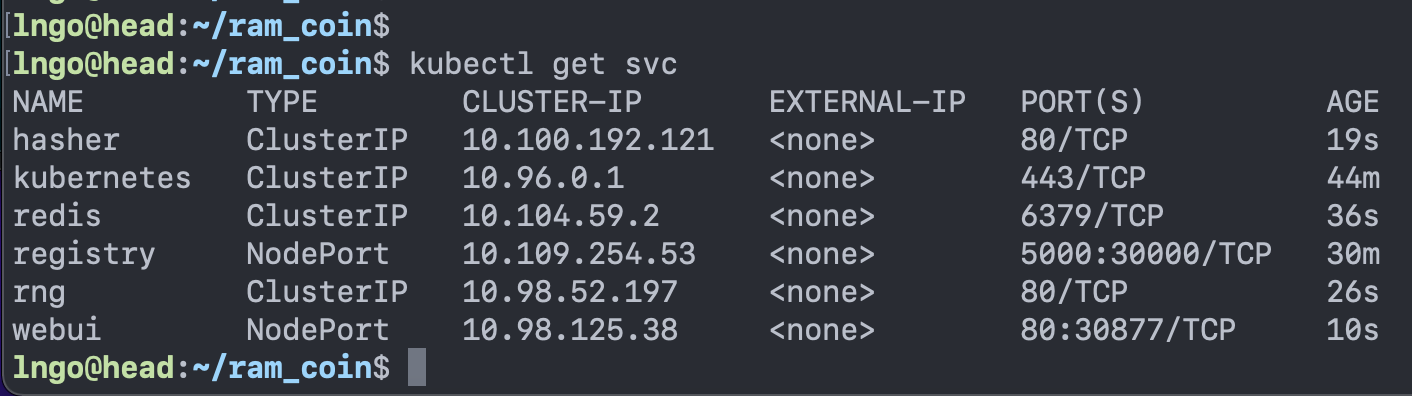 [lngo@head:~/ram_coin$
[lngo@head:~/ram_coin$ kubectl get svc
NAME         TYPE        CLUSTER-IP       EXTERNAL-IP   PORT(S)          AGE
hasher       ClusterIP   10.100.192.121   <none>        80/TCP           19s
kubernetes   ClusterIP   10.96.0.1        <none>        443/TCP          44m
redis        ClusterIP   10.104.59.2      <none>        6379/TCP         36s
registry     NodePort    10.109.254.53    <none>        5000:30000/TCP   30m
rng          ClusterIP   10.98.52.197     <none>        80/TCP           26s
webui        NodePort    10.98.125.38     <none>        80:30877/TCP     10s
lngo@head:~/ram_coin$